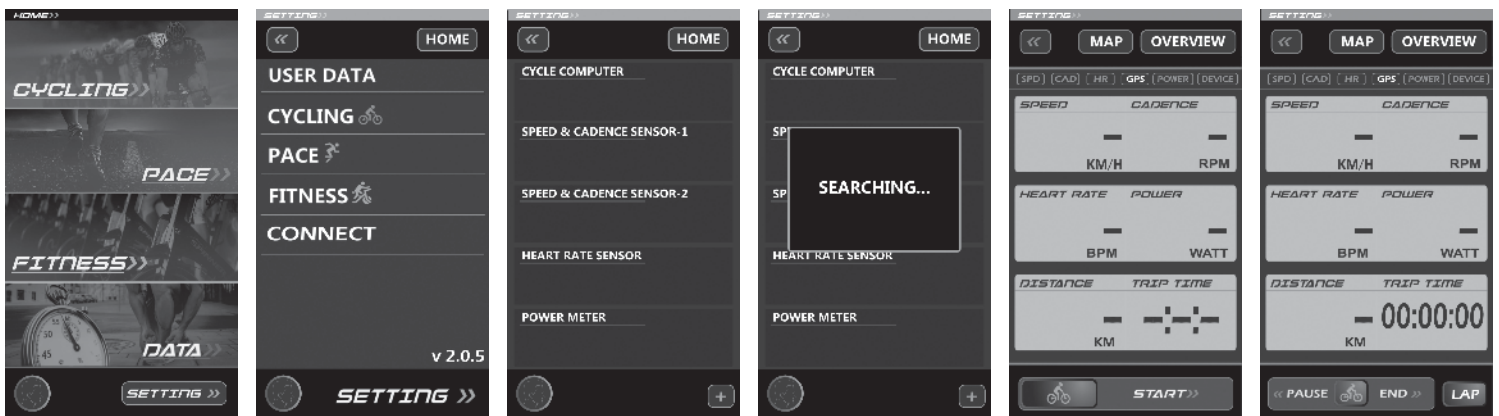 HOME>>
CYCLING>>
PACE>>
FITNESS>>
DATA>>
SETTING >>
SETTING>>
<< HOME
USER DATA
CYCLING
PACE
FITNESS
CONNECT
v 2.0.5
SETTING >>
SETTING>>
<< HOME
CYCLE COMPUTER
SPEED & CADENCE SENSOR-1
SPEED & CADENCE SENSOR-2
HEART RATE SENSOR
POWER METER
+
SETTING>>
<< HOME
CYCLE COMPUTER
SP
SEARCHING...
SP
HEART RATE SENSOR
POWER METER
+
SETTING>>
<< MAP OVERVIEW
[SPD] [CAD] [ HR ] [GPS] [POWER] [DEVICE]
SPEED CADENCE
– –
KM/H RPM
HEART RATE POWER
– –
BPM WATT
DISTANCE TRIP TIME
– –:–:–
KM
START>>
SETTING>>
<< MAP OVERVIEW
[SPD] [CAD] [ HR ] [GPS] [POWER] [DEVICE]
SPEED CADENCE
– –
KM/H RPM
HEART RATE POWER
– –
BPM WATT
DISTANCE TRIP TIME
– 00:00:00
KM
<< PAUSE END >> LAP